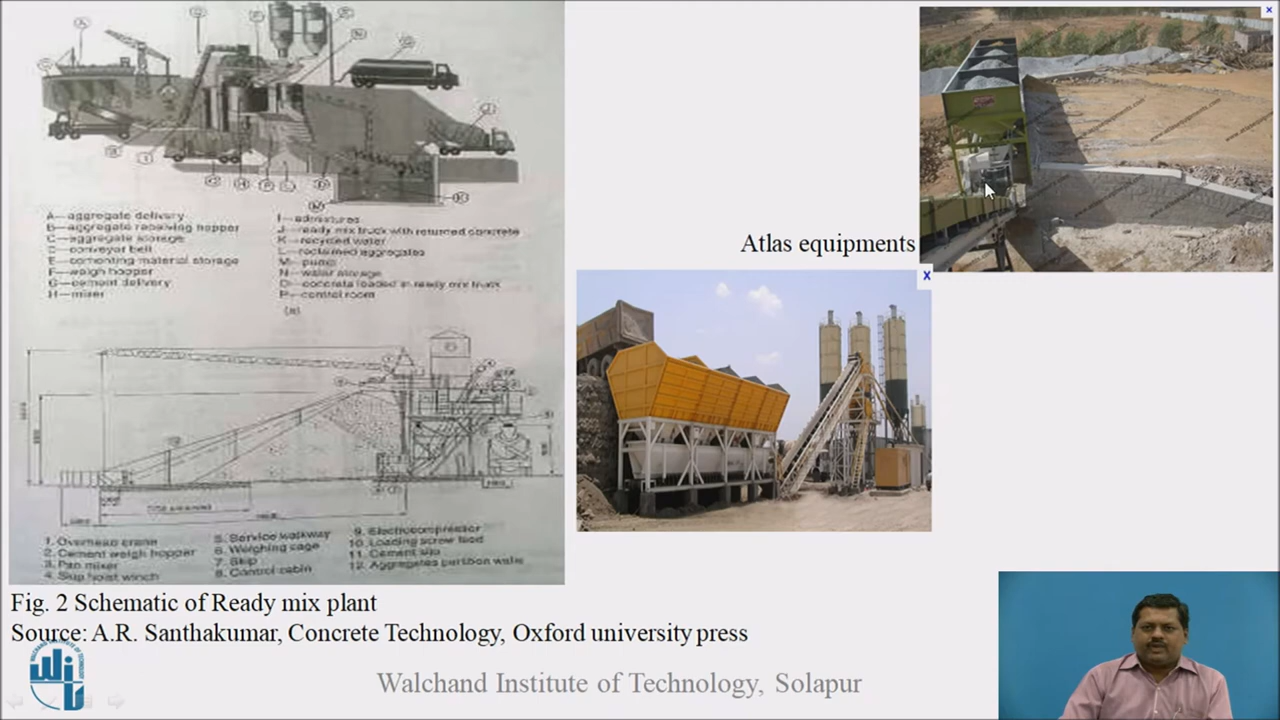 A—aggregate delivery
B—aggregate receiving hopper
C—aggregate storage
D—conveyor belt
E—cementing material storage
F—weigh hopper
G—cement delivery
H—mixer
I—admixtures
J—ready mix truck with returned concrete
K—recycled water
L—reclaimed aggregates
M—pump
N—water storage
O—concrete loaded in ready mix truck
P—control room
(a)
1. Overhead crane
2. Cement weigh hopper
3. Pan mixer
4. Skip hoist winch
5. Service walkway
6. Weighing cage
7. Skip
8. Control cabin
9. Electrocompressor
10. Loading screw feed
11. Cement silo
12. Aggregates partition walls
Atlas equipments
Fig. 2 Schematic of Ready mix plant
Source: A.R. Santhakumar, Concrete Technology, Oxford university press
Walchand Institute of Technology, Solapur